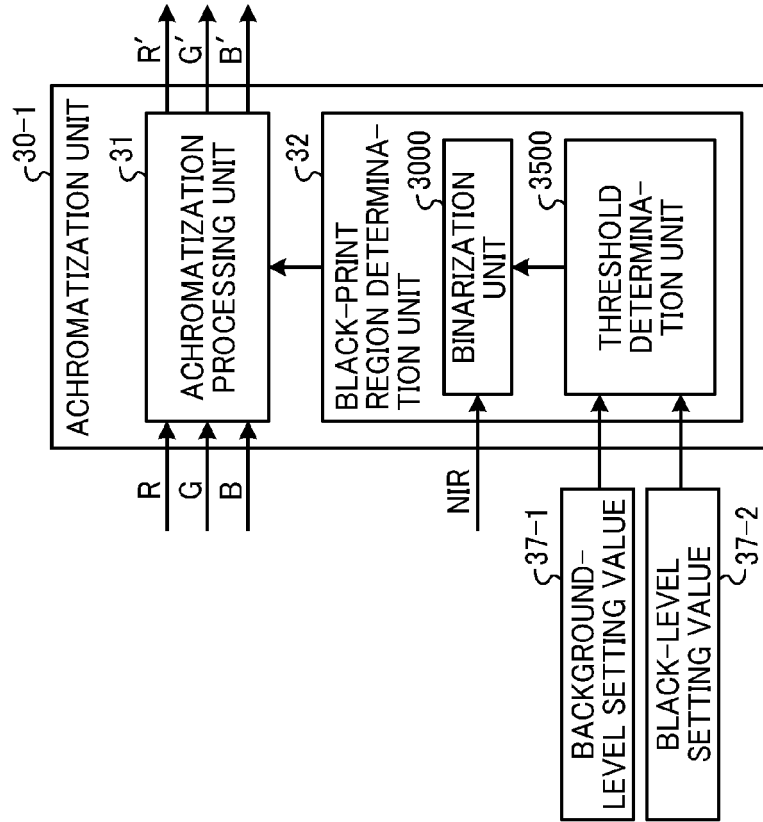 ACHROMATIZATION UNIT
30-1
R
G
B
31
ACHROMATIZATION
PROCESSING UNIT
R′
G′
B′
32
BLACK-PRINT
REGION DETERMINA-
TION UNIT
NIR
3000
BINARIZATION
UNIT
3500
THRESHOLD
DETERMINA-
TION UNIT
37-1
BACKGROUND-
LEVEL SETTING VALUE
BLACK-LEVEL
SETTING VALUE
37-2